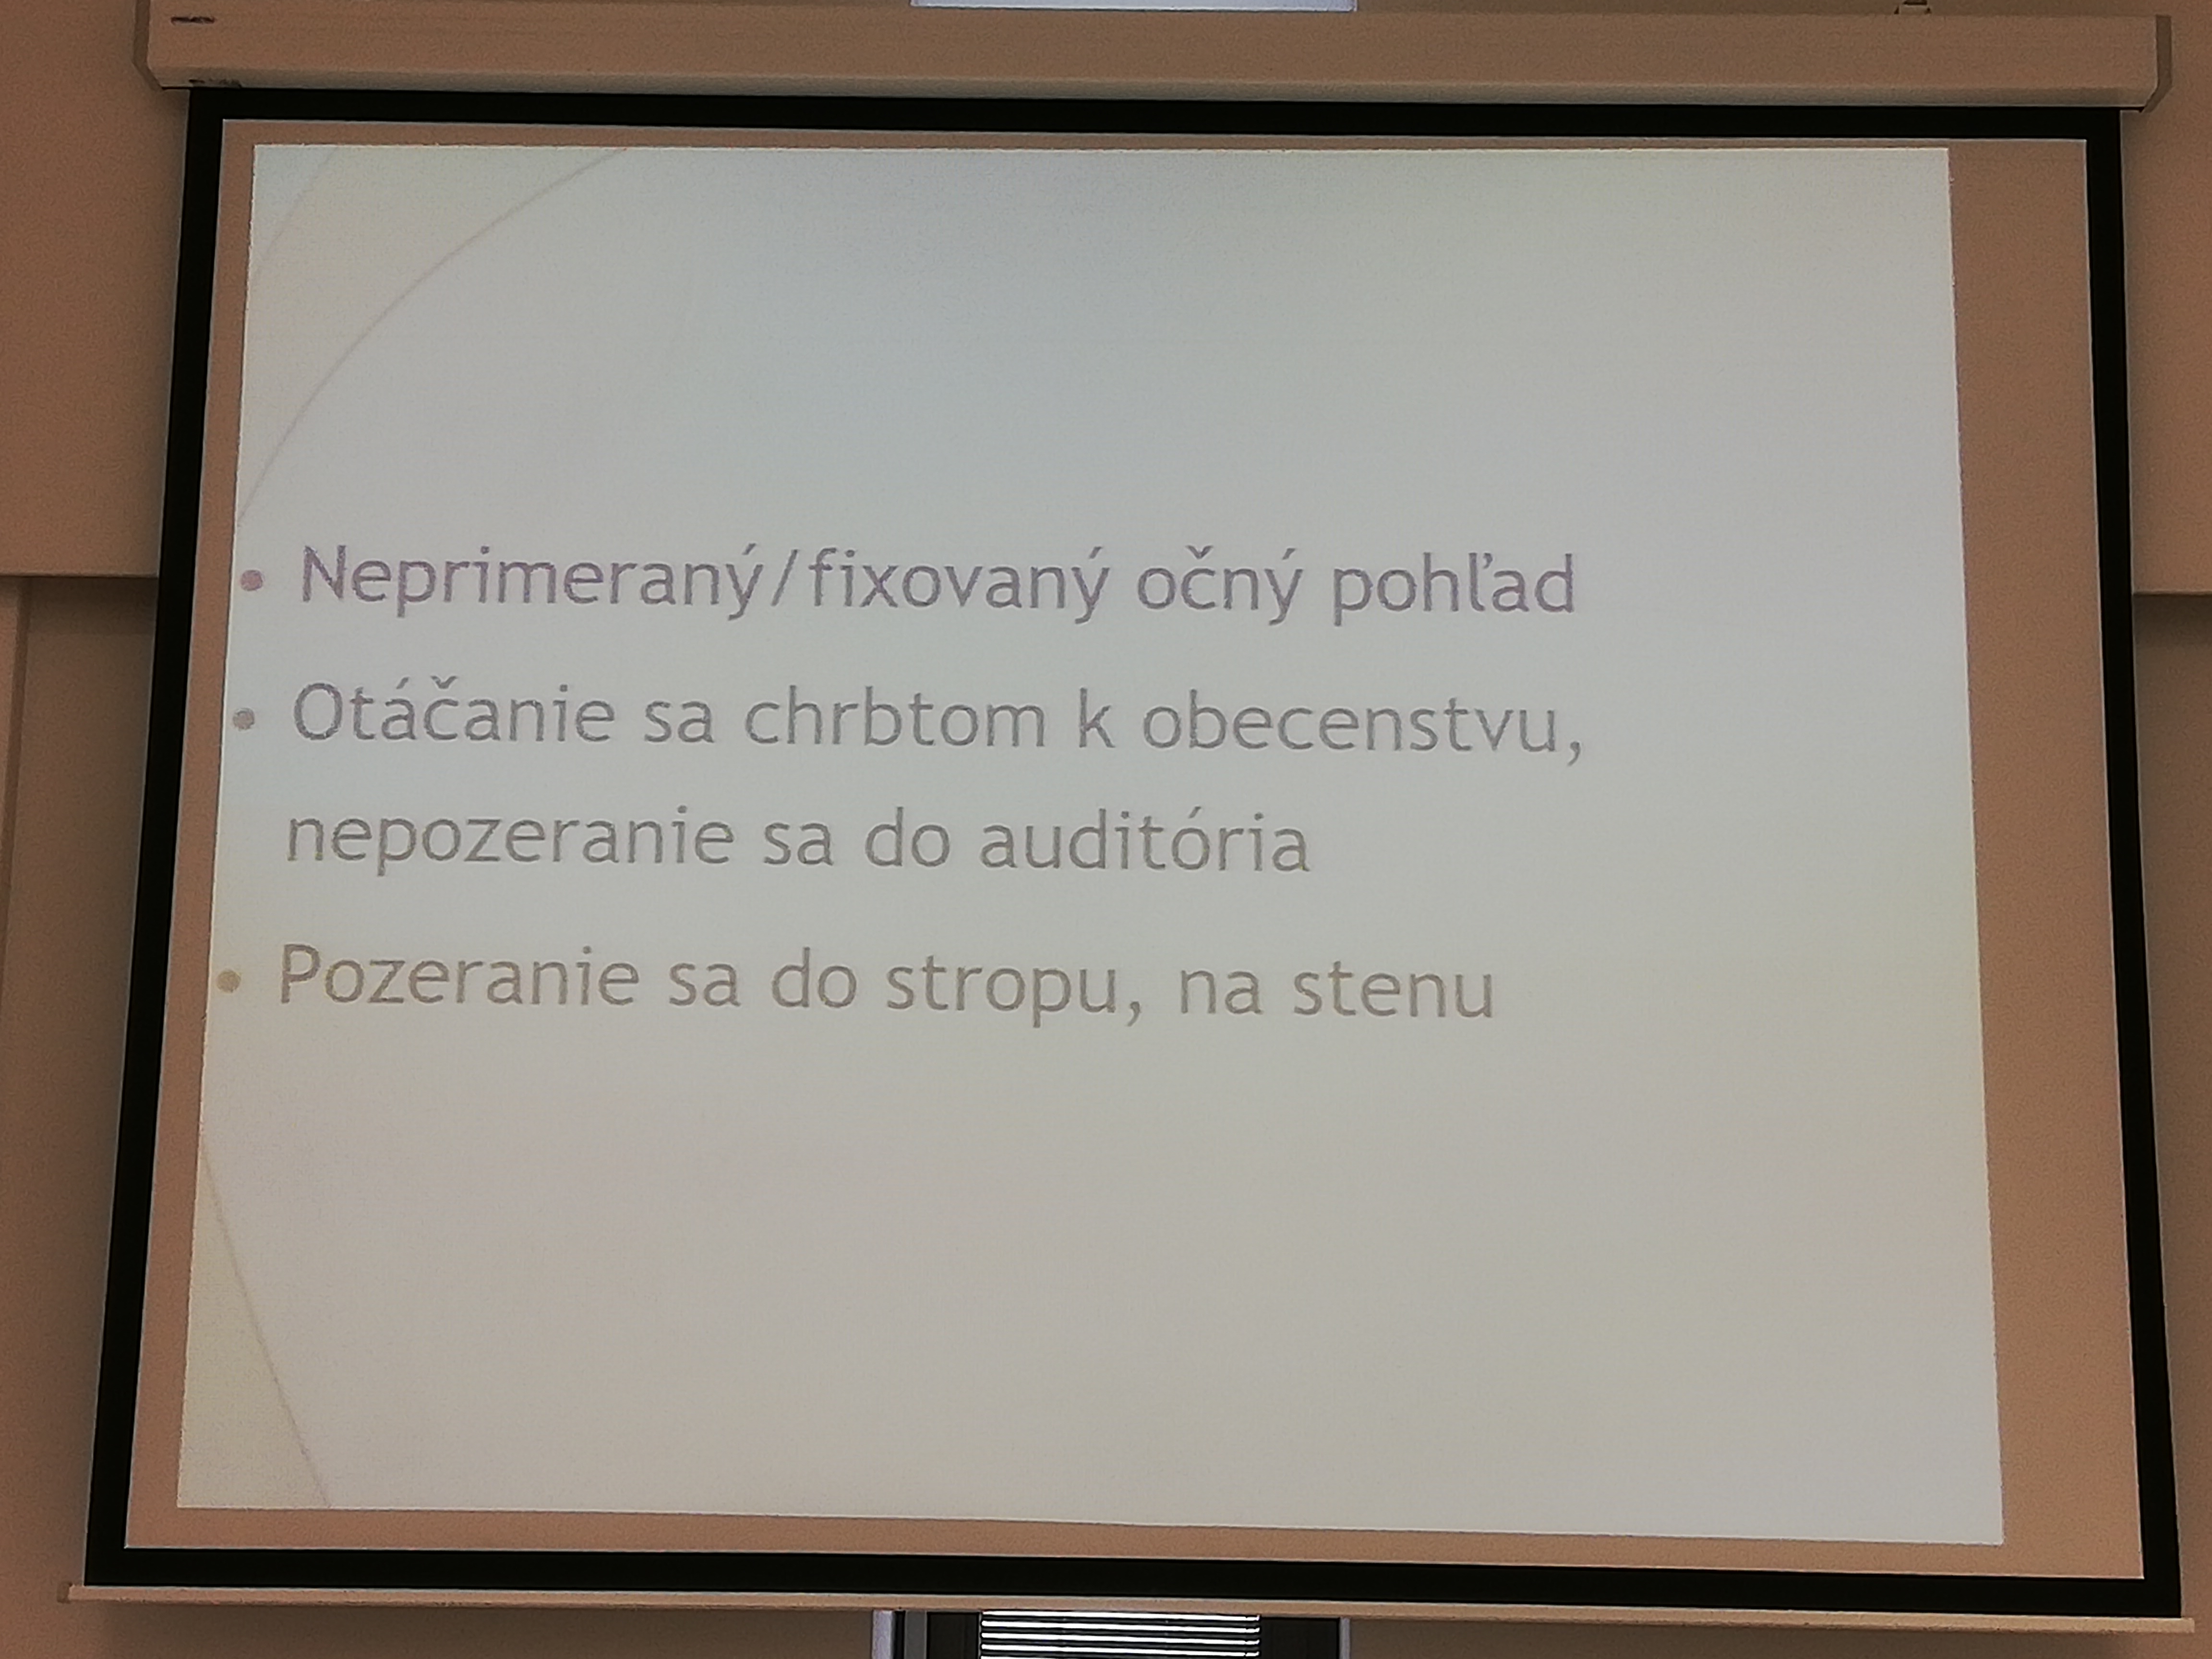 • Neprimeraný/fixovaný očný pohľad
• Otáčanie sa chrbtom k obecenstvu,
nepozeranie sa do auditória
• Pozeranie sa do stropu, na stenu